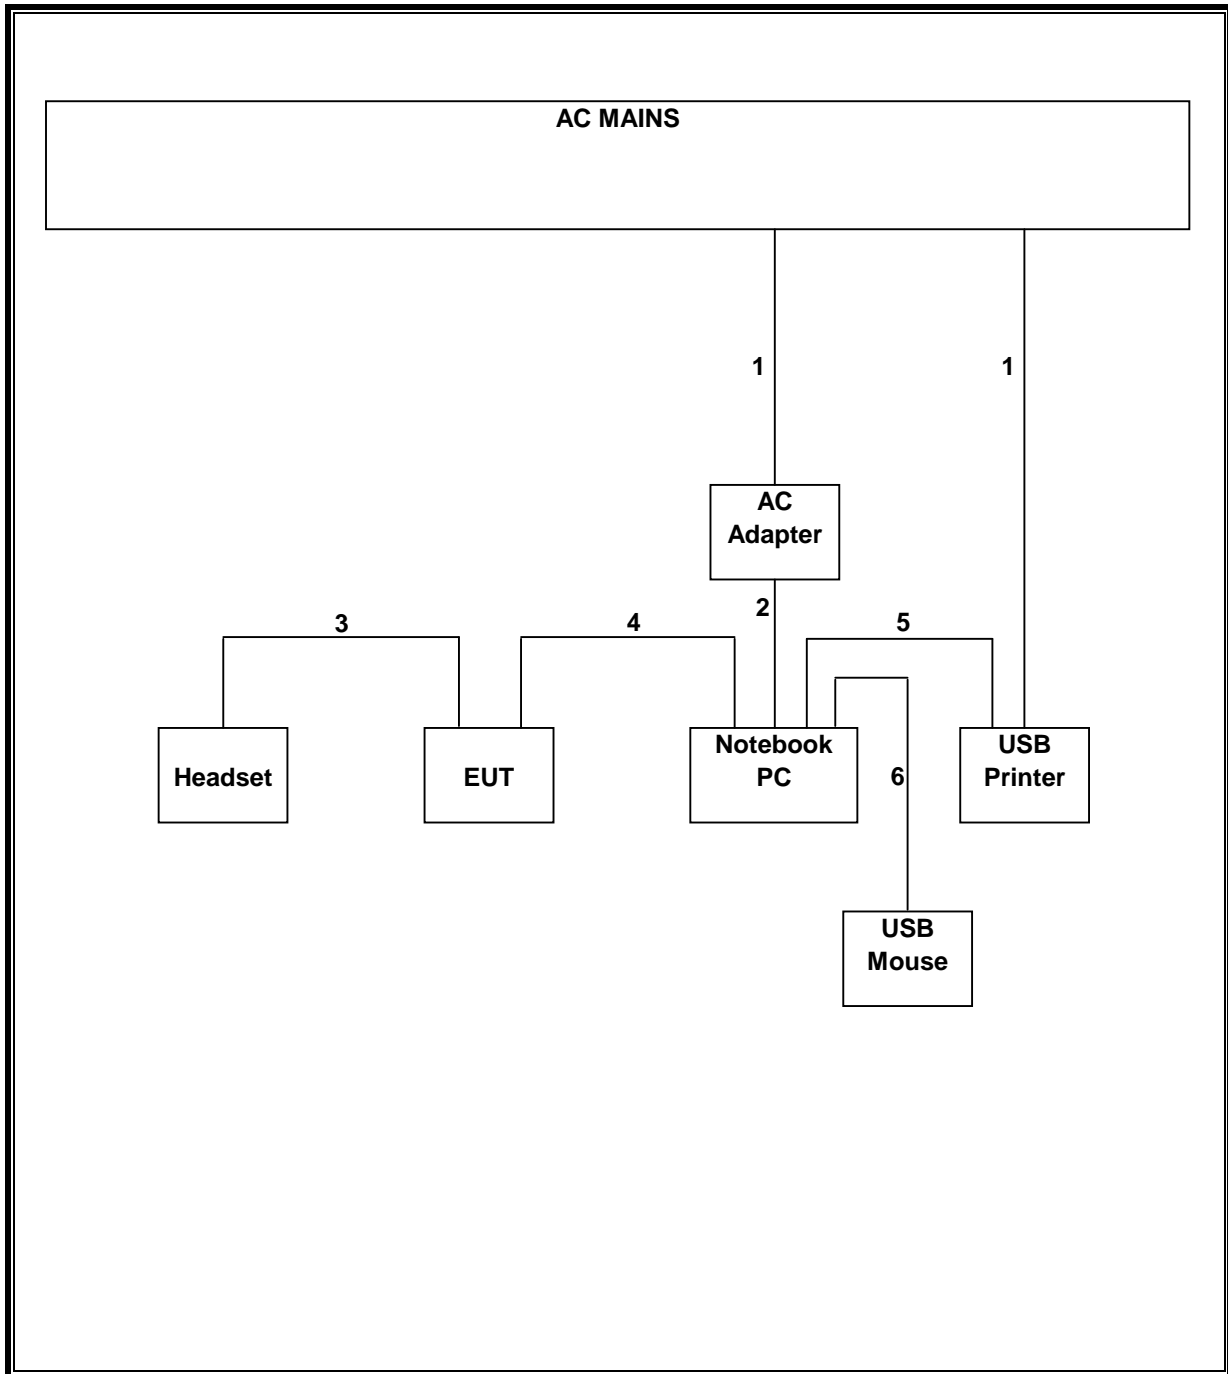 AC MAINS
1
1
AC
Adapter
2
3
4
5
Headset
EUT
Notebook
PC
6
USB
Printer
USB
Mouse